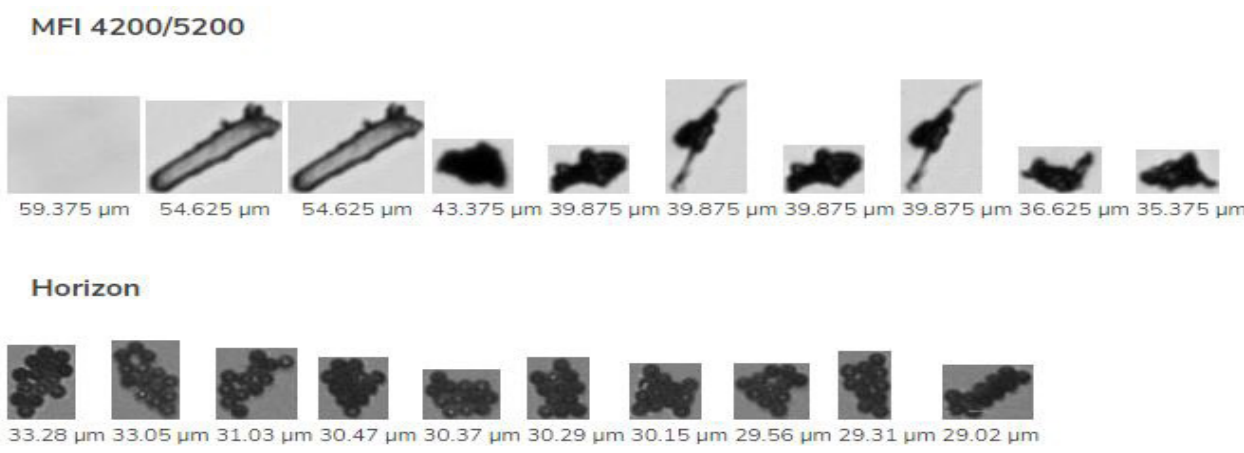 MFI 4200/5200
59.375 µm 54.625 µm 54.625 µm 43.375 µm 39.875 µm 39.875 µm 39.875 µm 39.875 µm 36.625 µm 35.375 µm
Horizon
33.28 µm 33.05 µm 31.03 µm 30.47 µm 30.37 µm 30.29 µm 30.15 µm 29.56 µm 29.31 µm 29.02 µm